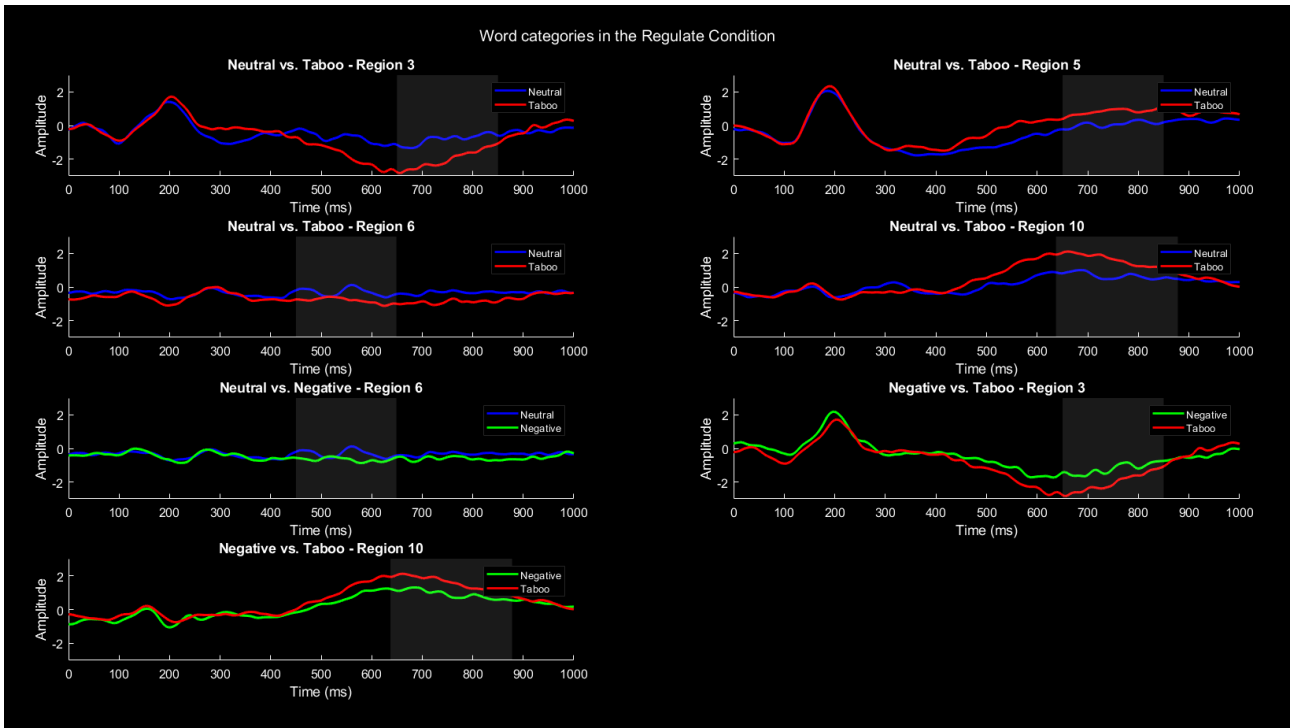 Word categories in the Regulate Condition
Neutral vs. Taboo - Region 3
Amplitude
2
0
-2
0 100 200 300 400 500 600 700 800 900 1000
Time (ms)
Neutral
Taboo
Neutral vs. Taboo - Region 5
Amplitude
2
0
-2
0 100 200 300 400 500 600 700 800 900 1000
Time (ms)
Neutral
Taboo
Neutral vs. Taboo - Region 6
Amplitude
2
0
-2
0 100 200 300 400 500 600 700 800 900 1000
Time (ms)
Neutral
Taboo
Neutral vs. Taboo - Region 10
Amplitude
2
0
-2
0 100 200 300 400 500 600 700 800 900 1000
Time (ms)
Neutral
Taboo
Neutral vs. Negative - Region 6
Amplitude
2
0
-2
0 100 200 300 400 500 600 700 800 900 1000
Time (ms)
Neutral
Negative
Negative vs. Taboo - Region 3
Amplitude
2
0
-2
0 100 200 300 400 500 600 700 800 900 1000
Time (ms)
Negative
Taboo
Negative vs. Taboo - Region 10
Amplitude
2
0
-2
0 100 200 300 400 500 600 700 800 900 1000
Time (ms)
Negative
Taboo